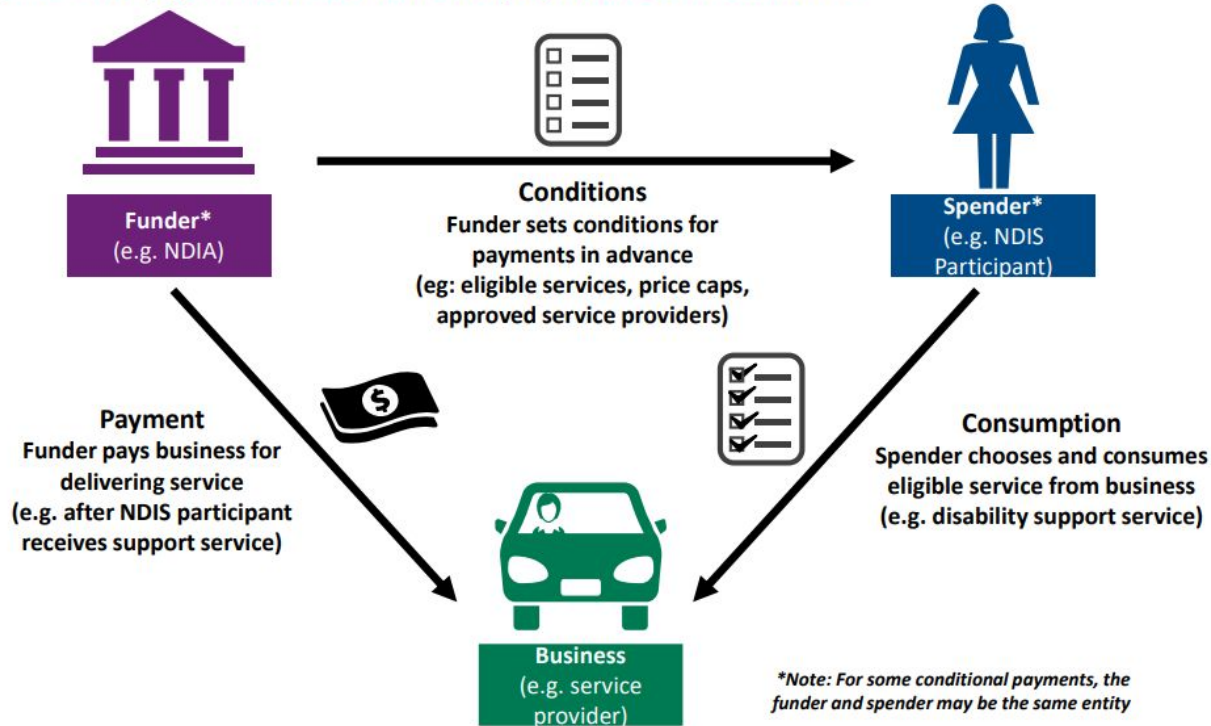 Funder*
(e.g. NDIA)
Conditions
Funder sets conditions for
payments in advance
(eg: eligible services, price caps,
approved service providers)
Spender*
(e.g. NDIS
Participant)
Payment
Funder pays business for
delivering service
(e.g. after NDIS participant
receives support service)
$
Consumption
Spender chooses and consumes
eligible service from business
(e.g. disability support service)
Business
(e.g. service
provider)
*Note: For some conditional payments, the
funder and spender may be the same entity